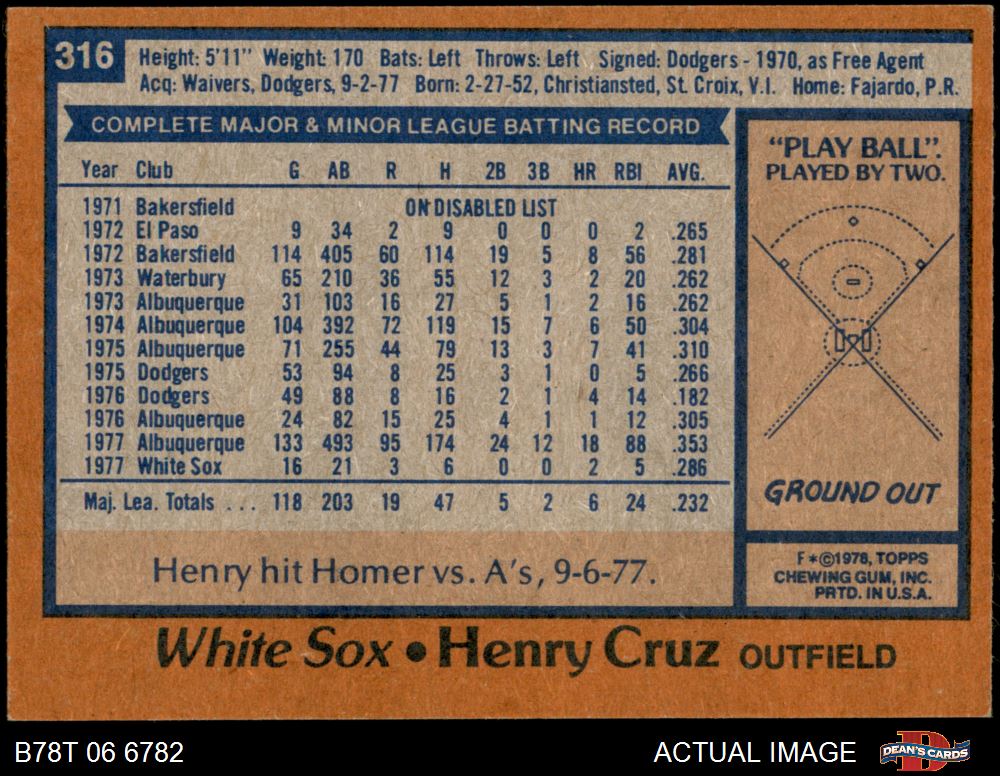 316
Height: 5'11" Weight: 170 Bats: Left Throws: Left Signed: Dodgers - 1970, as Free Agent
Acq: Waivers, Dodgers, 9-2-77 Born: 2-27-52, Christiansted, St. Croix, V.I. Home: Fajardo, P.R.
COMPLETE MAJOR & MINOR LEAGUE BATTING RECORD
Year Club G AB R H 2B 3B HR RBI AVG.
1971 Bakersfield ON DISABLED LIST
1972 El Paso 9 34 2 9 0 0 0 2 .265
1972 Bakersfield 114 405 60 114 19 5 8 56 .281
1973 Waterbury 65 210 36 55 12 3 2 20 .262
1973 Albuquerque 31 103 16 27 5 1 2 16 .262
1974 Albuquerque 104 392 72 119 15 7 6 50 .304
1975 Albuquerque 71 255 44 79 13 3 7 41 .310
1975 Dodgers 53 94 8 25 3 1 0 5 .266
1976 Dodgers 49 88 8 16 2 1 4 14 .182
1976 Albuquerque 24 82 15 25 4 1 1 12 .305
1977 Albuquerque 133 493 95 174 24 12 18 88 .353
1977 White Sox 16 21 3 6 0 0 2 5 .286
Maj. Lea. Totals . . . 118 203 19 47 5 2 6 24 .232
Henry hit Homer vs. A's, 9-6-77.
"PLAY BALL".
PLAYED BY TWO.
GROUND OUT
F*©1978, TOPPS
CHEWING GUM, INC.
PRTD. IN U.S.A.
White Sox • Henry Cruz OUTFIELD
B78T 06 6782
ACTUAL IMAGE
D
DEAN'S CARDS